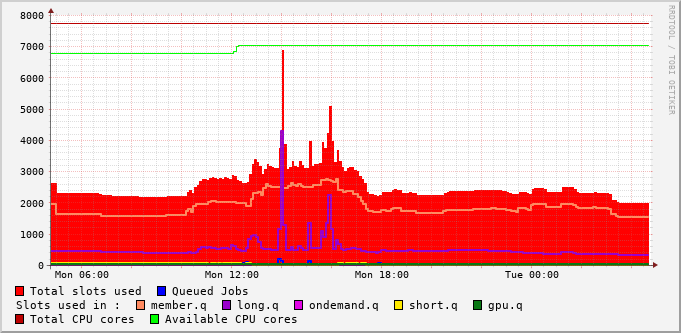 8000
7000
6000
5000
4000
3000
2000
1000
0
Mon 06:00 Mon 12:00 Mon 18:00 Tue 00:00
RRDTOOL / TOBI OETIKER
Total slots used Queued Jobs
Slots used in : member.q long.q ondemand.q short.q gpu.q
Total CPU cores Available CPU cores